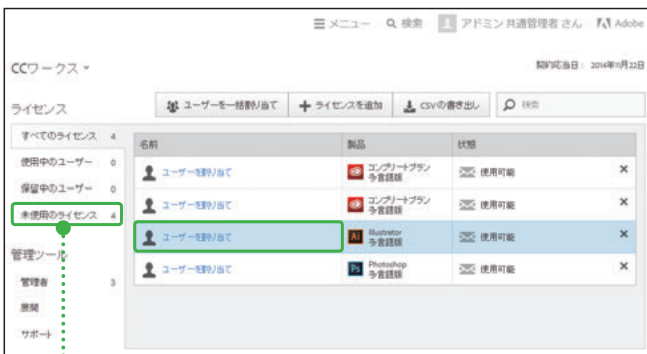 メニュー 検索 アドミン 共通管理者 さん Adobe
CCワークス
契約応当日： 2014年11月22日
ライセンス
ユーザーを一括割り当て ライセンスを追加 CSVの書き出し 検索
すべてのライセンス 4
使用中のユーザー 0
保留中のユーザー 0
未使用のライセンス 4
管理ツール
管理者 3
展開
サポート
名前 製品 状態
ユーザーを割り当て コンプリートプラン 多言語版 使用可能 ×
ユーザーを割り当て コンプリートプラン 多言語版 使用可能 ×
ユーザーを割り当て Ai Illustrator 多言語版 使用可能 ×
ユーザーを割り当て Ps Photoshop 多言語版 使用可能 ×